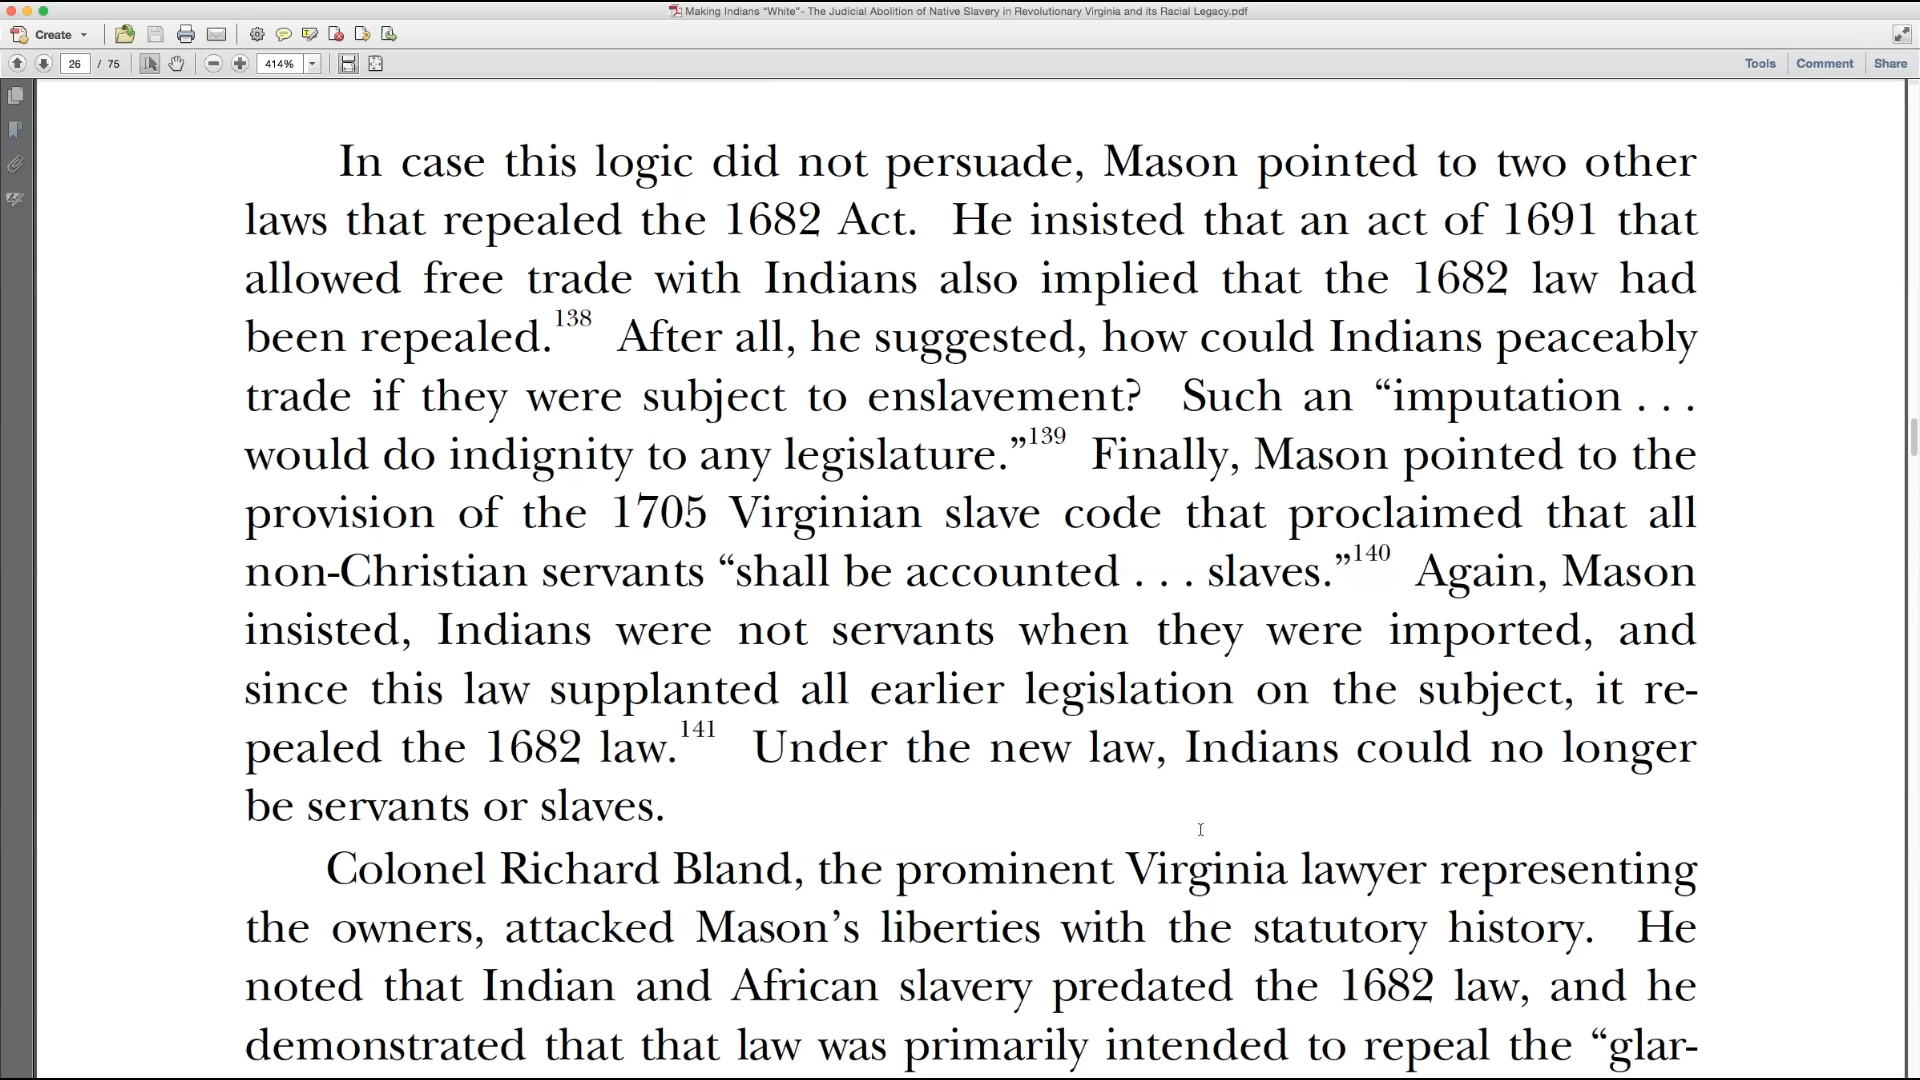 Making Indians “White”- The Judicial Abolition of Native Slavery in Revolutionary Virginia and its Racial Legacy.pdf
Create
26 / 75 414% Tools Comment Share
In case this logic did not persuade, Mason pointed to two other
laws that repealed the 1682 Act. He insisted that an act of 1691 that
allowed free trade with Indians also implied that the 1682 law had
been repealed.138 After all, he suggested, how could Indians peaceably
trade if they were subject to enslavement? Such an “imputation . . .
would do indignity to any legislature.”139 Finally, Mason pointed to the
provision of the 1705 Virginian slave code that proclaimed that all
non-Christian servants “shall be accounted . . . slaves.”140 Again, Mason
insisted, Indians were not servants when they were imported, and
since this law supplanted all earlier legislation on the subject, it re-
pealed the 1682 law.141 Under the new law, Indians could no longer
be servants or slaves.
Colonel Richard Bland, the prominent Virginia lawyer representing
the owners, attacked Mason’s liberties with the statutory history. He
noted that Indian and African slavery predated the 1682 law, and he
demonstrated that that law was primarily intended to repeal the “glar-